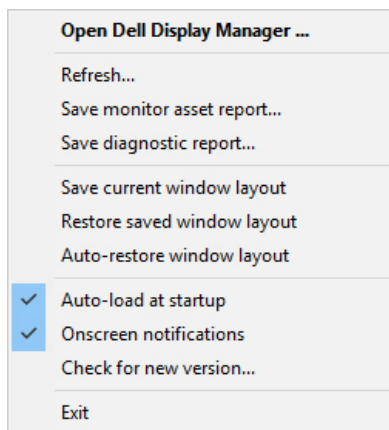 Open Dell Display Manager ...
Refresh...
Save monitor asset report...
Save diagnostic report...
Save current window layout
Restore saved window layout
Auto-restore window layout
Auto-load at startup
Onscreen notifications
Check for new version...
Exit